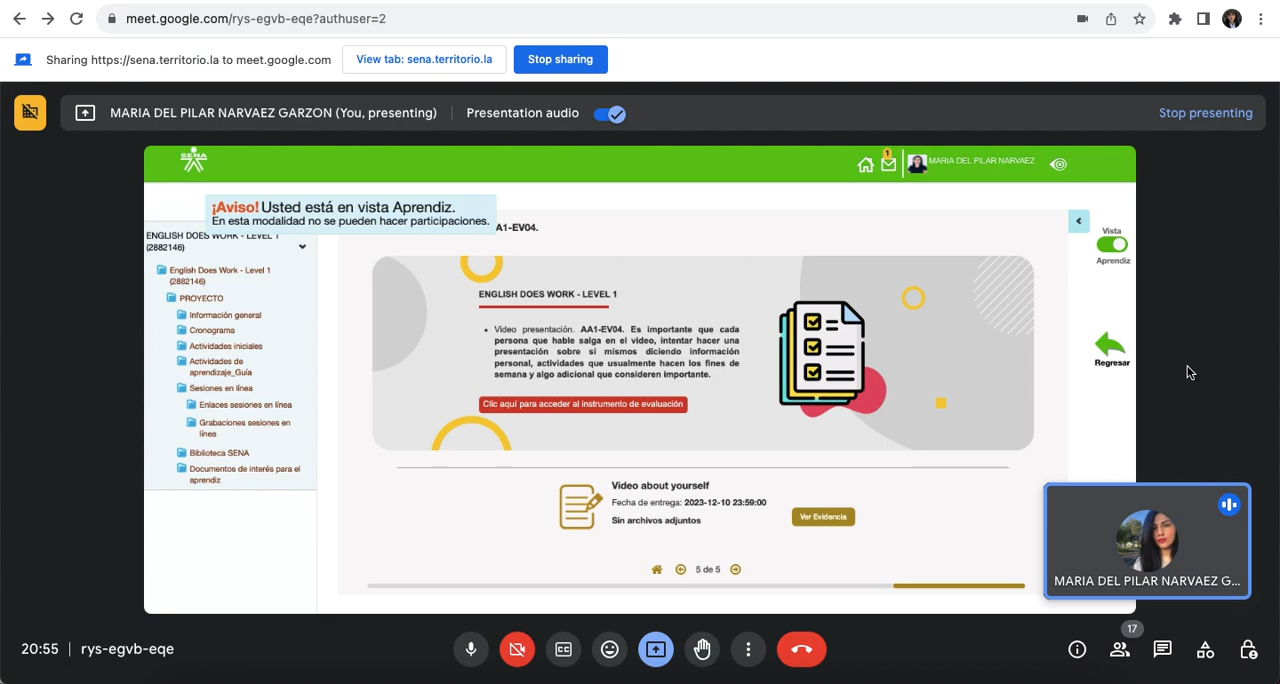 meet.google.com/rys-egvb-eqe?authuser=2
Sharing https://sena.territorio.la to meet.google.com
View tab: sena.territorio.la
Stop sharing
MARIA DEL PILAR NARVAEZ GARZON (You, presenting)
Presentation audio
Stop presenting
SENA
1
MARIA DEL PILAR NARVAEZ
¡Aviso! Usted está en vista Aprendiz.
En esta modalidad no se pueden hacer participaciones.
ENGLISH DOES WORK - LEVEL 1
(2882146)
English Does Work - Level 1
(2882146)
PROYECTO
Información general
Cronograma
Actividades iniciales
Actividades de
aprendizaje_Guía
Sesiones en línea
Enlaces sesiones en línea
Grabaciones sesiones en
línea
Biblioteca SENA
Documentos de interés para el
aprendiz
A1-EV04.
ENGLISH DOES WORK - LEVEL 1
• Video presentación. AA1-EV04. Es importante que cada
persona que hable salga en el video, intentar hacer una
presentación sobre si mismos diciendo información
personal, actividades que usualmente hacen los fines de
semana y algo adicional que consideren importante.
Clic aquí para acceder al instrumento de evaluación
Video about yourself
Fecha de entrega: 2023-12-10 23:59:00
Sin archivos adjuntos
Ver Evidencia
5 de 5
Vista
Aprendiz
Regresar
MARIA DEL PILAR NARVAEZ G...
20:55 | rys-egvb-eqe
17